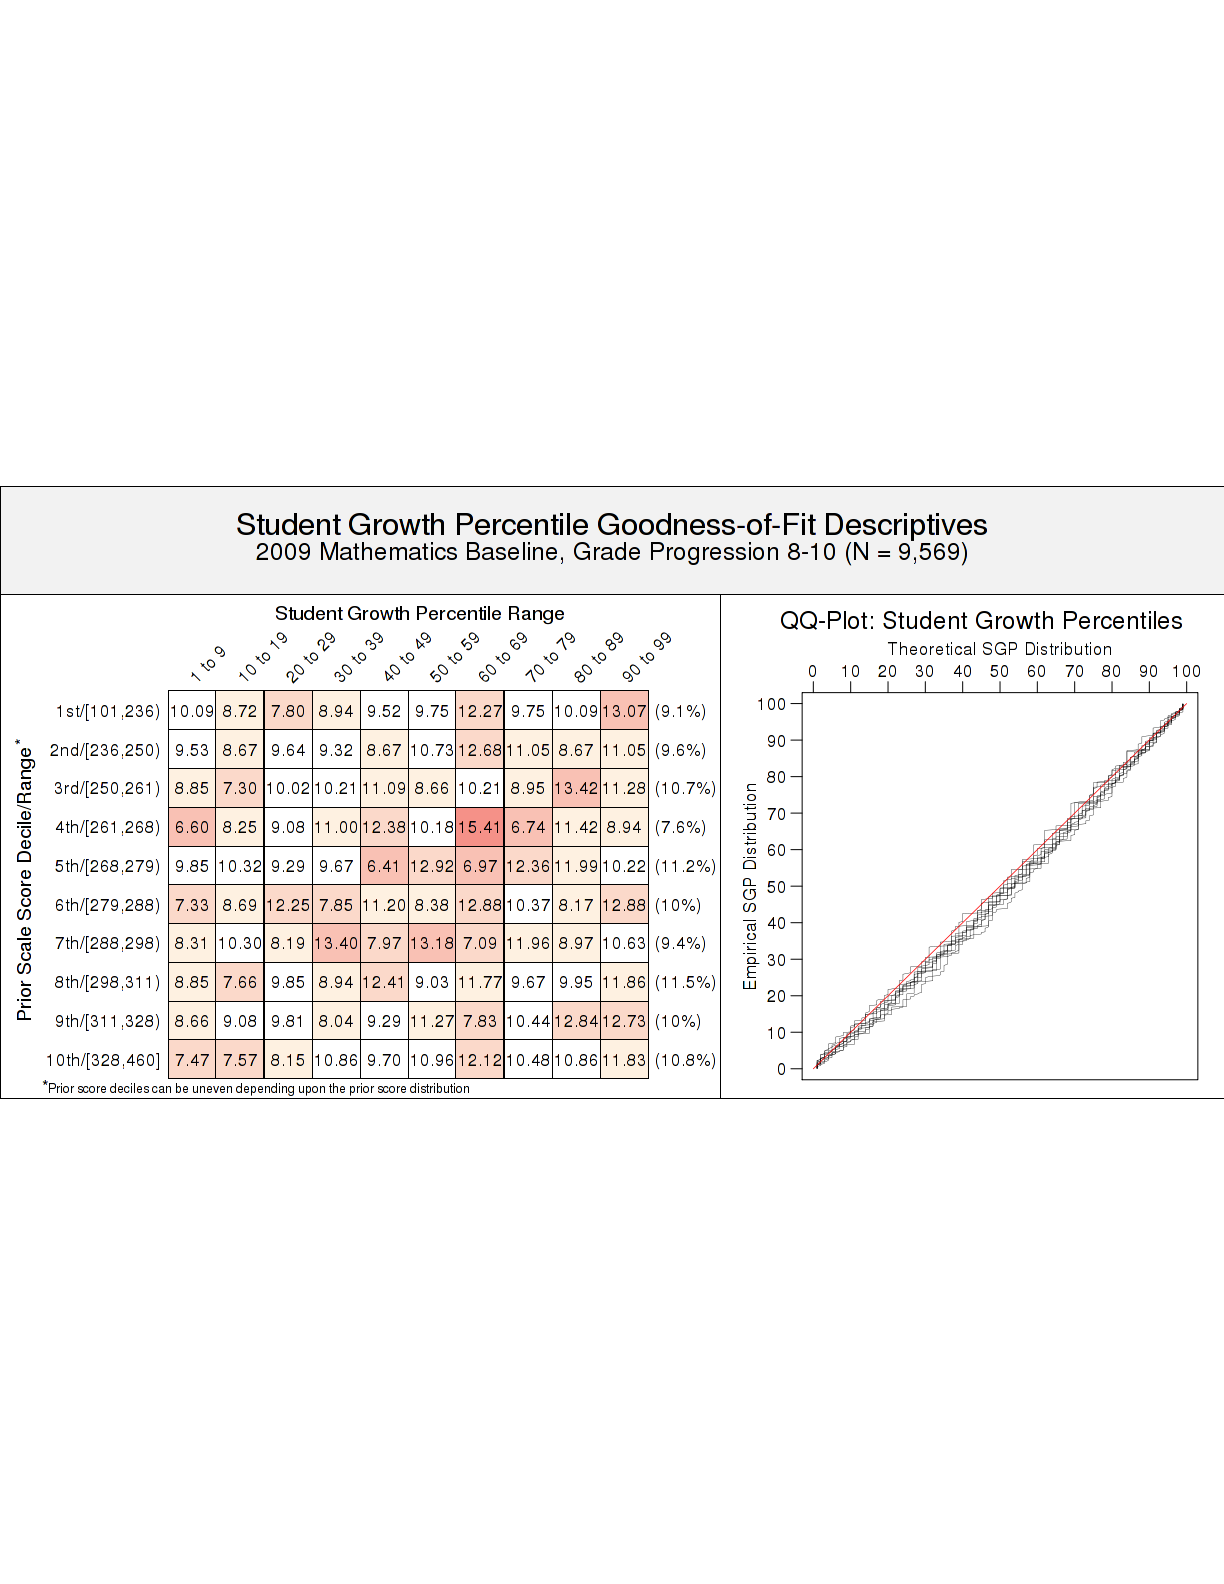 Student Growth Percentile Goodness-of-Fit Descriptives
2009 Mathematics Baseline, Grade Progression 8-10 (N = 9,569)
Student Growth Percentile Range
1 to 9 10 to 19 20 to 29 30 to 39 40 to 49 50 to 59 60 to 69 70 to 79 80 to 89 90 to 99
Prior Scale Score Decile/Range*
1st/[101,236) 10.09 8.72 7.80 8.94 9.52 9.75 12.27 9.75 10.09 13.07 (9.1%)
2nd/[236,250) 9.53 8.67 9.64 9.32 8.67 10.73 12.68 11.05 8.67 11.05 (9.6%)
3rd/[250,261) 8.85 7.30 10.02 10.21 11.09 8.66 10.21 8.95 13.42 11.28 (10.7%)
4th/[261,268) 6.60 8.25 9.08 11.00 12.38 10.18 15.41 6.74 11.42 8.94 (7.6%)
5th/[268,279) 9.85 10.32 9.29 9.67 6.41 12.92 6.97 12.36 11.99 10.22 (11.2%)
6th/[279,288) 7.33 8.69 12.25 7.85 11.20 8.38 12.88 10.37 8.17 12.88 (10%)
7th/[288,298) 8.31 10.30 8.19 13.40 7.97 13.18 7.09 11.96 8.97 10.63 (9.4%)
8th/[298,311) 8.85 7.66 9.85 8.94 12.41 9.03 11.77 9.67 9.95 11.86 (11.5%)
9th/[311,328) 8.66 9.08 9.81 8.04 9.29 11.27 7.83 10.44 12.84 12.73 (10%)
10th/[328,460] 7.47 7.57 8.15 10.86 9.70 10.96 12.12 10.48 10.86 11.83 (10.8%)
*Prior score deciles can be uneven depending upon the prior score distribution
QQ-Plot: Student Growth Percentiles
Theoretical SGP Distribution
0 10 20 30 40 50 60 70 80 90 100
Empirical SGP Distribution
100
90
80
70
60
50
40
30
20
10
0